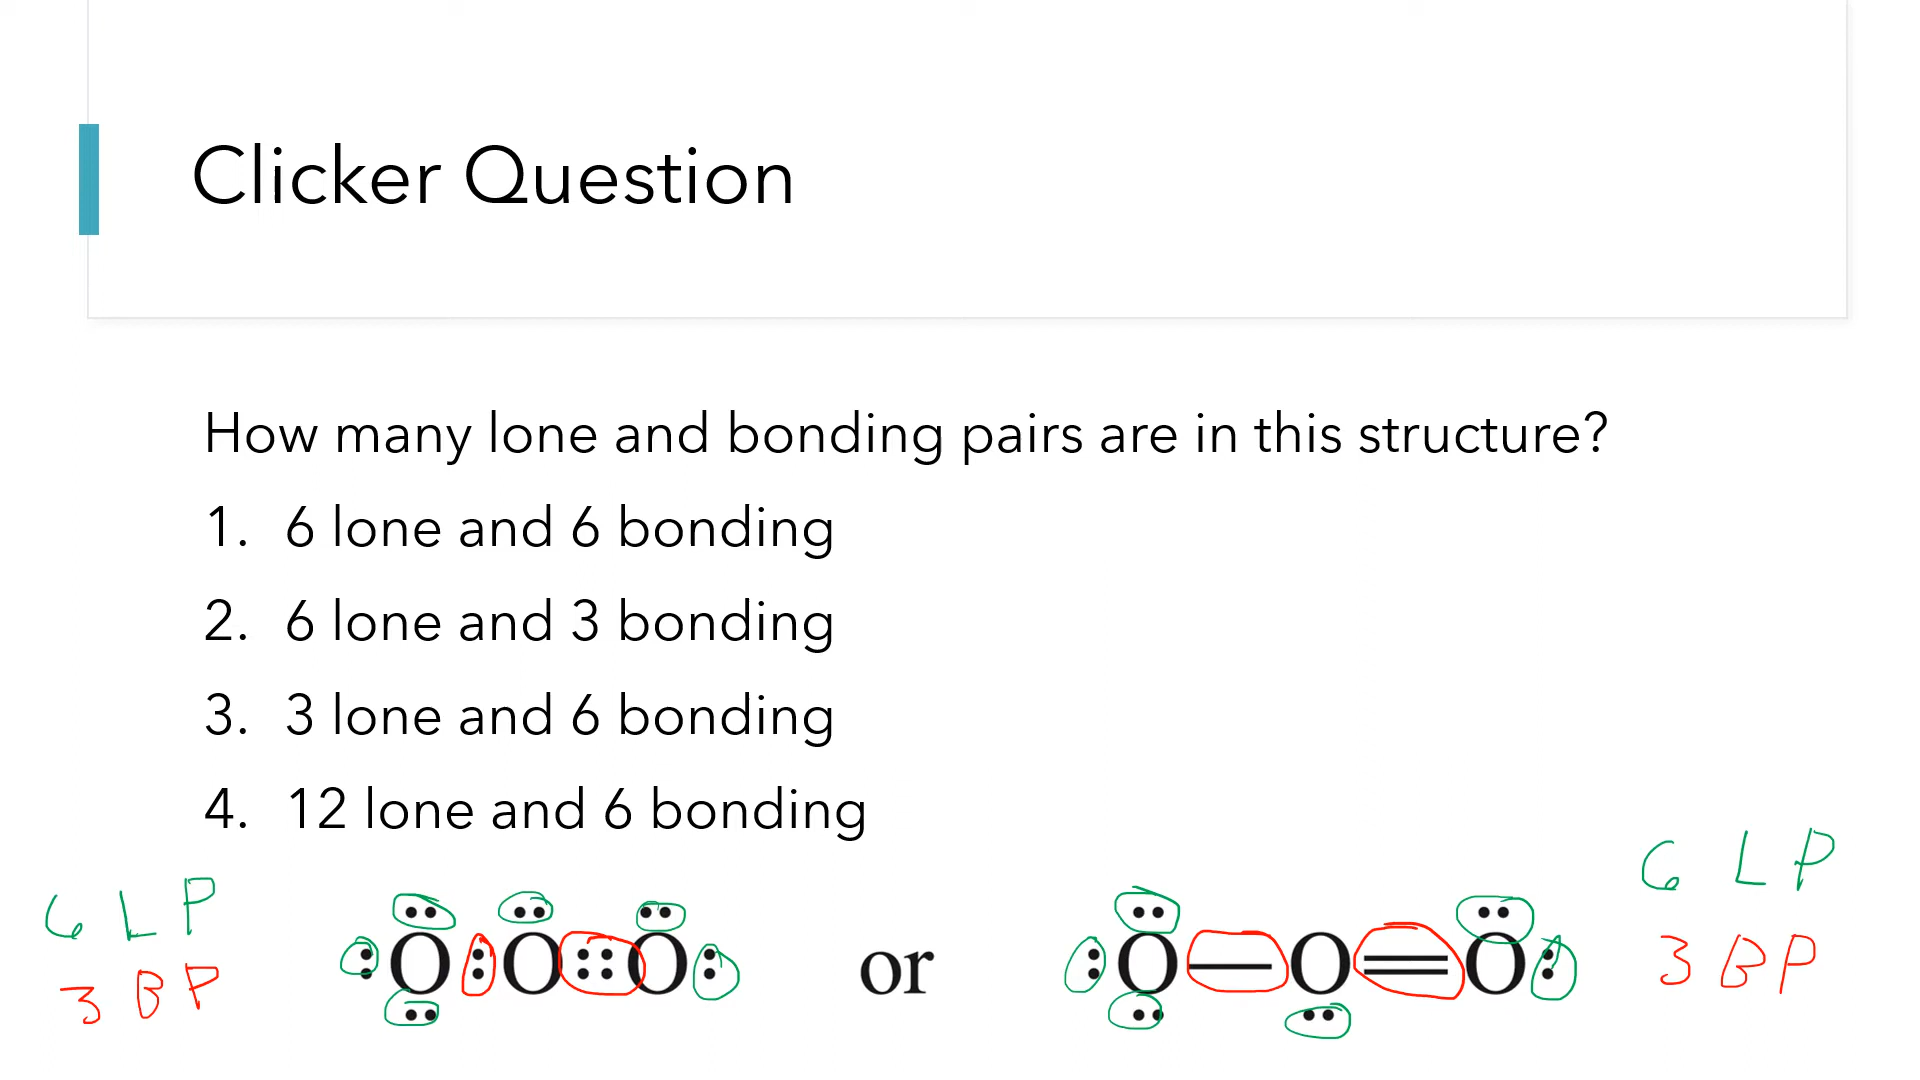 Clicker Question
How many lone and bonding pairs are in this structure?
1. 6 lone and 6 bonding
2. 6 lone and 3 bonding
3. 3 lone and 6 bonding
4. 12 lone and 6 bonding
6 LP
3 BP
:O:O::O: or :O—O=O:
6 LP
3 BP